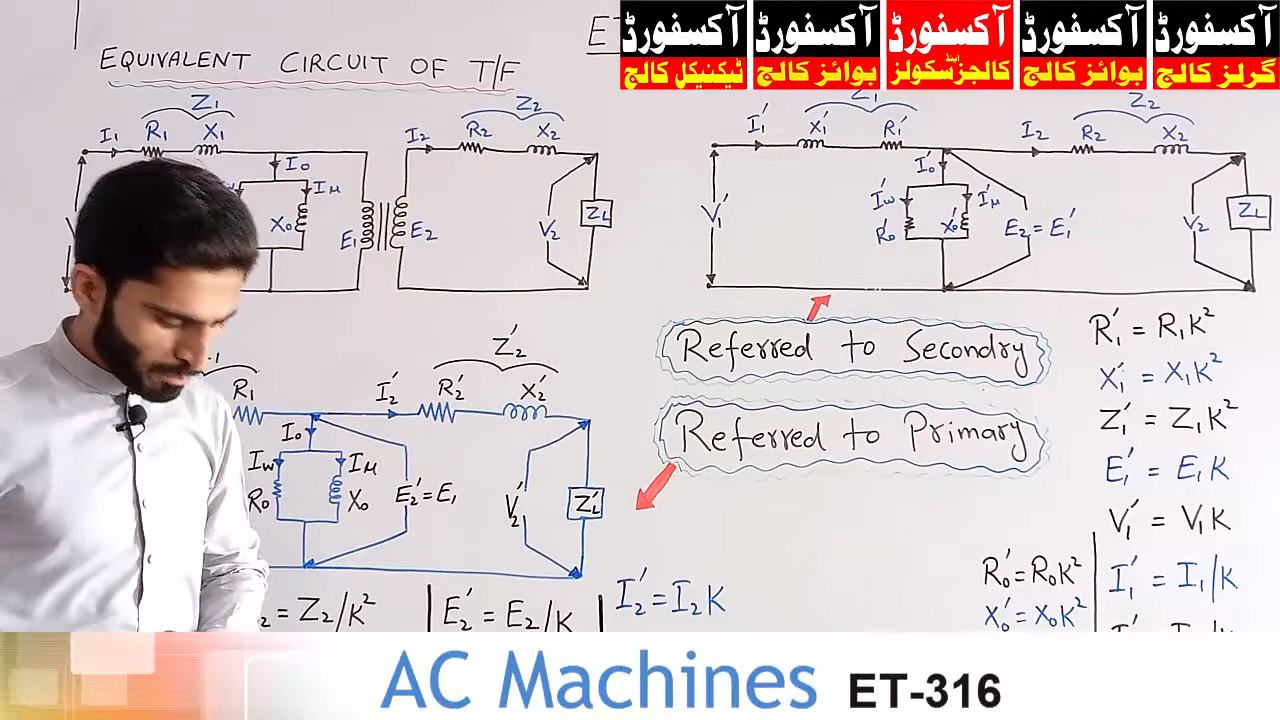 EQUIVALENT CIRCUIT OF T/F
ET
آکسفورڈ
ٹیکنیکل کالج
آکسفورڈ
بوائز کالج
آکسفورڈ
کالجز اینڈ سکولز
آکسفورڈ
بوائز کالج
آکسفورڈ
گرلز کالج
Z1
I1 R1 X1
I0
IM
X0
E1
E2
Z2
I2 R2 X2
V2
ZL
Z1'
I1' X1' R1'
V1'
I0'
Iw' IM'
R0' X0'
E2 = E1'
Z2
I2 R2 X2
V2
ZL
Referred to Secondry
Referred to Primary
R1
I0
Iw IM
R0 X0
E2' = E1
Z2'
I2' R2' X2'
V2'
ZL'
R1' = R1K²
X1' = X1K²
Z1' = Z1K²
E1' = E1K
V1' = V1K
I1' = I1/K
R0' = R0K²
X0' = X0K²
2 = Z2/K²
E2' = E2/K
I2' = I2K
AC Machines ET-316